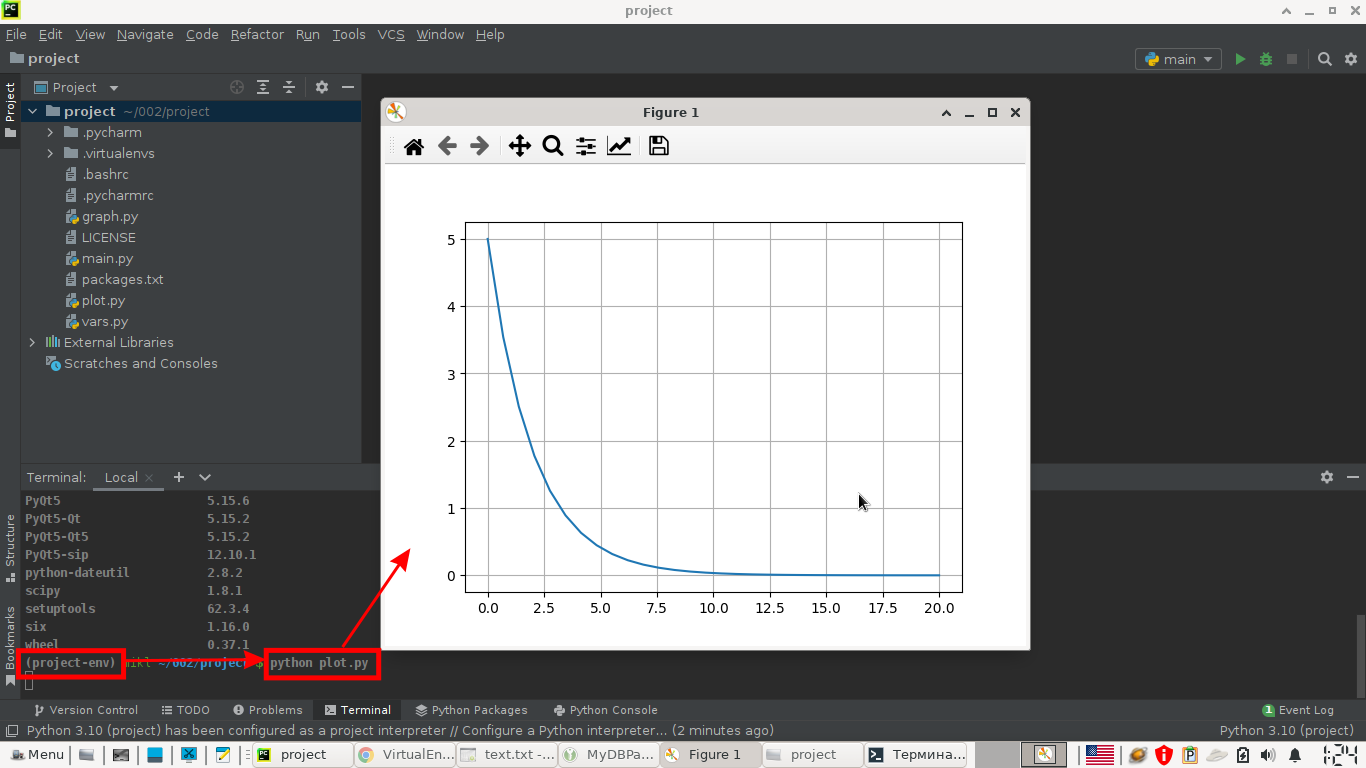 PC
project
File Edit View Navigate Code Refactor Run Tools VCS Window Help
project
main
Project
Project
project ~/002/project
.pycharm
.virtualenvs
.bashrc
.pycharmrc
graph.py
LICENSE
main.py
packages.txt
plot.py
vars.py
External Libraries
Scratches and Consoles
Figure 1
5
4
3
2
1
0
0.0 2.5 5.0 7.5 10.0 12.5 15.0 17.5 20.0
Structure
Bookmarks
Terminal: Local
PyQt5 5.15.6
PyQt5-Qt 5.15.2
PyQt5-Qt5 5.15.2
PyQt5-sip 12.10.1
python-dateutil 2.8.2
scipy 1.8.1
setuptools 62.3.4
six 1.16.0
wheel 0.37.1
(project-env) mikl ~/002/project $ python plot.py
Version Control TODO Problems Terminal Python Packages Python Console 1 Event Log
Python 3.10 (project) has been configured as a project interpreter // Configure a Python interpreter... (2 minutes ago) Python 3.10 (project)
Menu PC project VirtualEn... text.txt -... MyDBPa... Figure 1 project Термина... 1:24